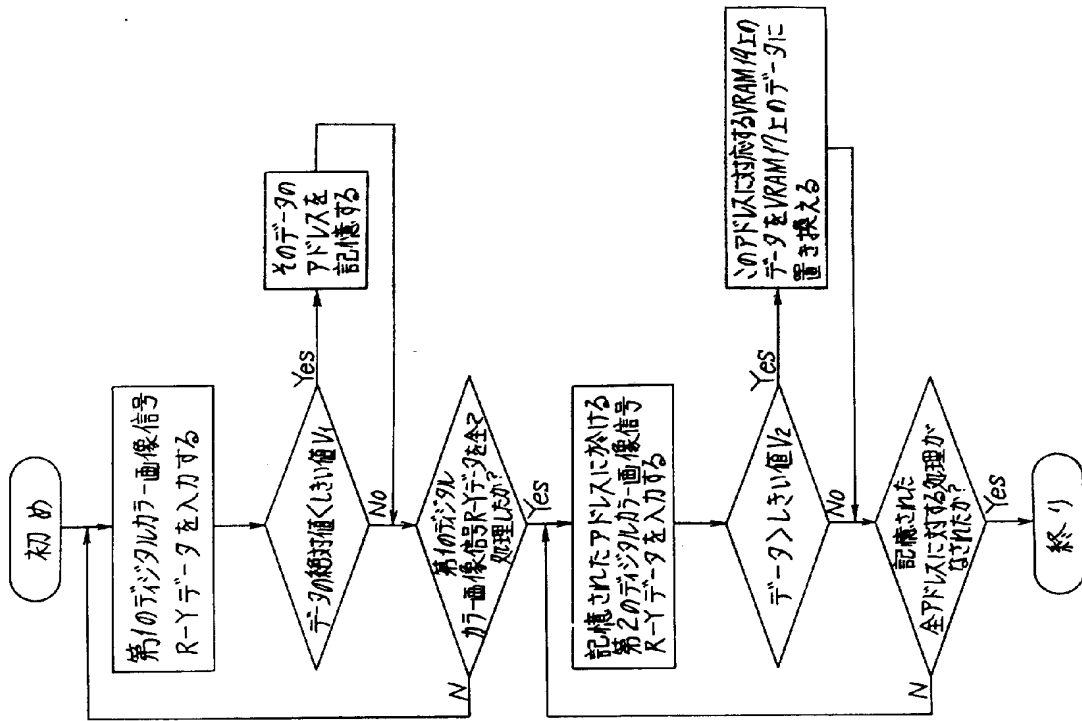 初め
第1のディジタルカラー画像信号
R-Yデータを入力する
データの絶対値<しきい値V1
Yes
No
そのデータの
アドレスを
記憶する
第1のディジタル
カラー画像信号R-Yデータを全て
処理したか?
N
Yes
記憶されたアドレスに於ける
第2のディジタルカラー画像信号
R-Yデータを入力する
データ>しきい値V2
Yes
No
このアドレスに対応するVRAM14上の
データをVRAM17上のデータに
置き換える
記憶された
全アドレスに対する処理が
なされたか?
N
Yes
終り